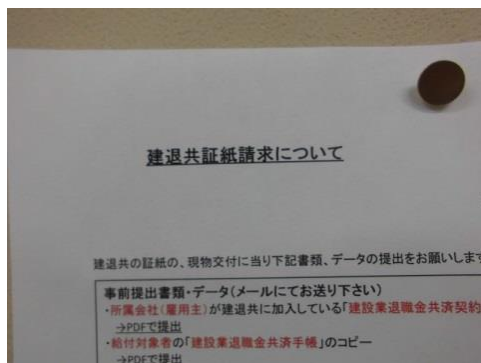 建退共証紙請求について
建退共の証紙の、現物交付に当り下記書類、データの提出をお願いします
事前提出書類・データ(メールにてお送り下さい)
・所属会社(雇用主)が建退共に加入している「建設業退職金共済契約
→PDFで提出
・給付対象者の「建設業退職金共済手帳」のコピー
→PDFで提出